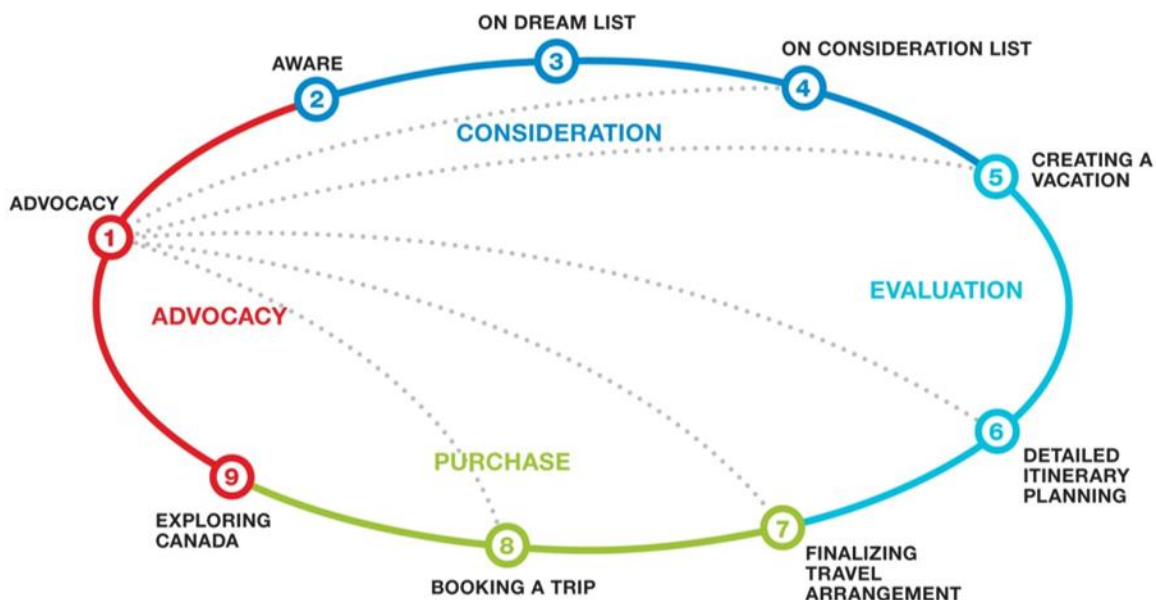 ON DREAM LIST
3
ON CONSIDERATION LIST
4
AWARE
2
CONSIDERATION
CREATING A
VACATION
5
ADVOCACY
1
EVALUATION
ADVOCACY
6
DETAILED
ITINERARY
PLANNING
PURCHASE
9
EXPLORING
CANADA
8
BOOKING A TRIP
7
FINALIZING
TRAVEL
ARRANGEMENT